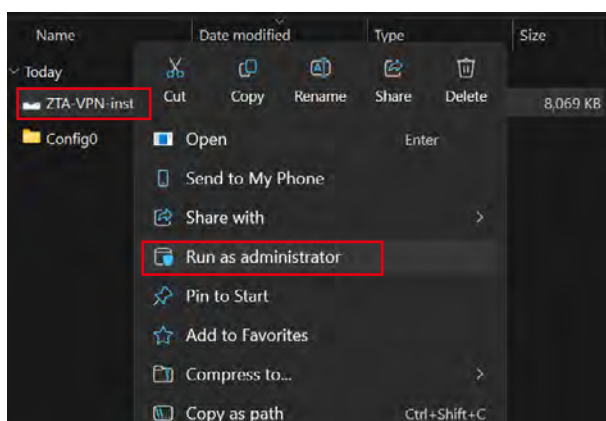 Name Date modified Type Size
Today
Cut Copy Rename Share Delete
ZTA-VPN-inst 8,069 KB
Config0
Open Enter
Send to My Phone
Share with
Run as administrator
Pin to Start
Add to Favorites
Compress to...
Copy as path Ctrl+Shift+C